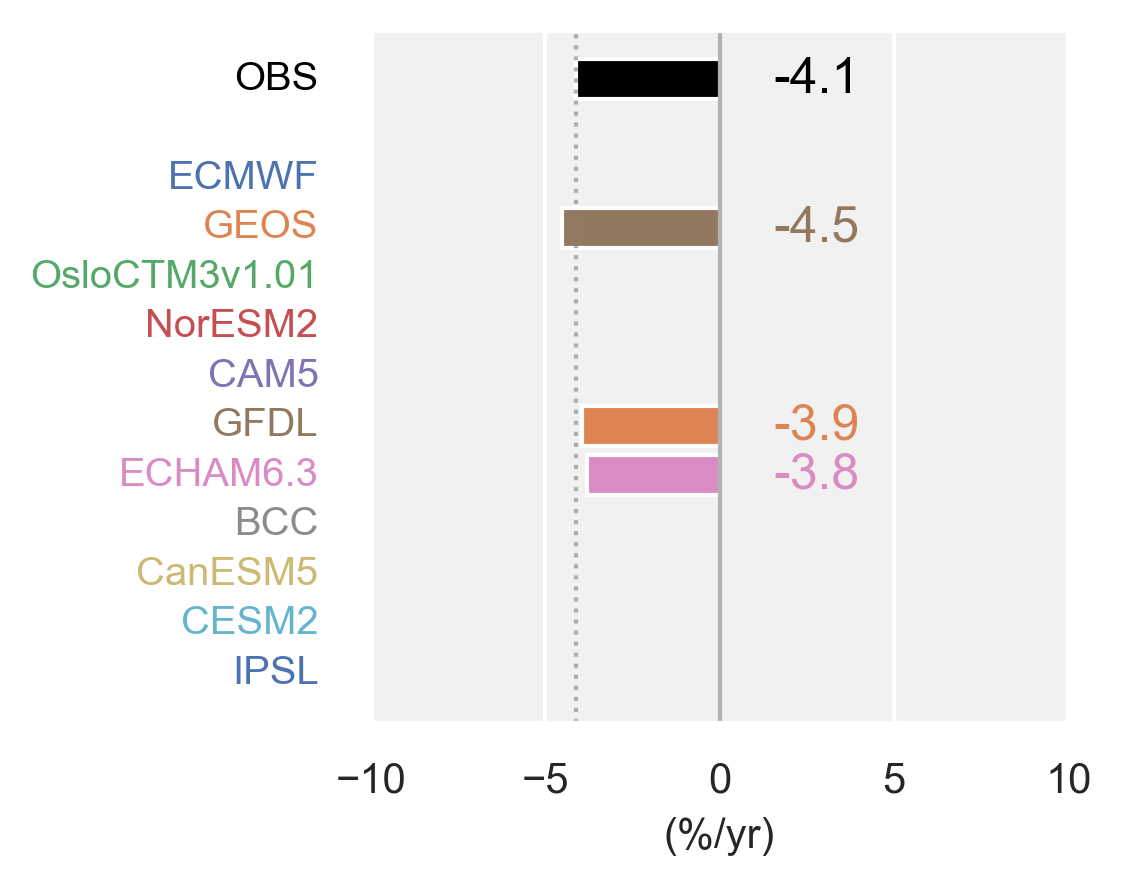 OBS -4.1
ECMWF
GEOS -4.5
OsloCTM3v1.01
NorESM2
CAM5
GFDL -3.9
ECHAM6.3 -3.8
BCC
CanESM5
CESM2
IPSL
−10 −5 0 5 10
(%/yr)